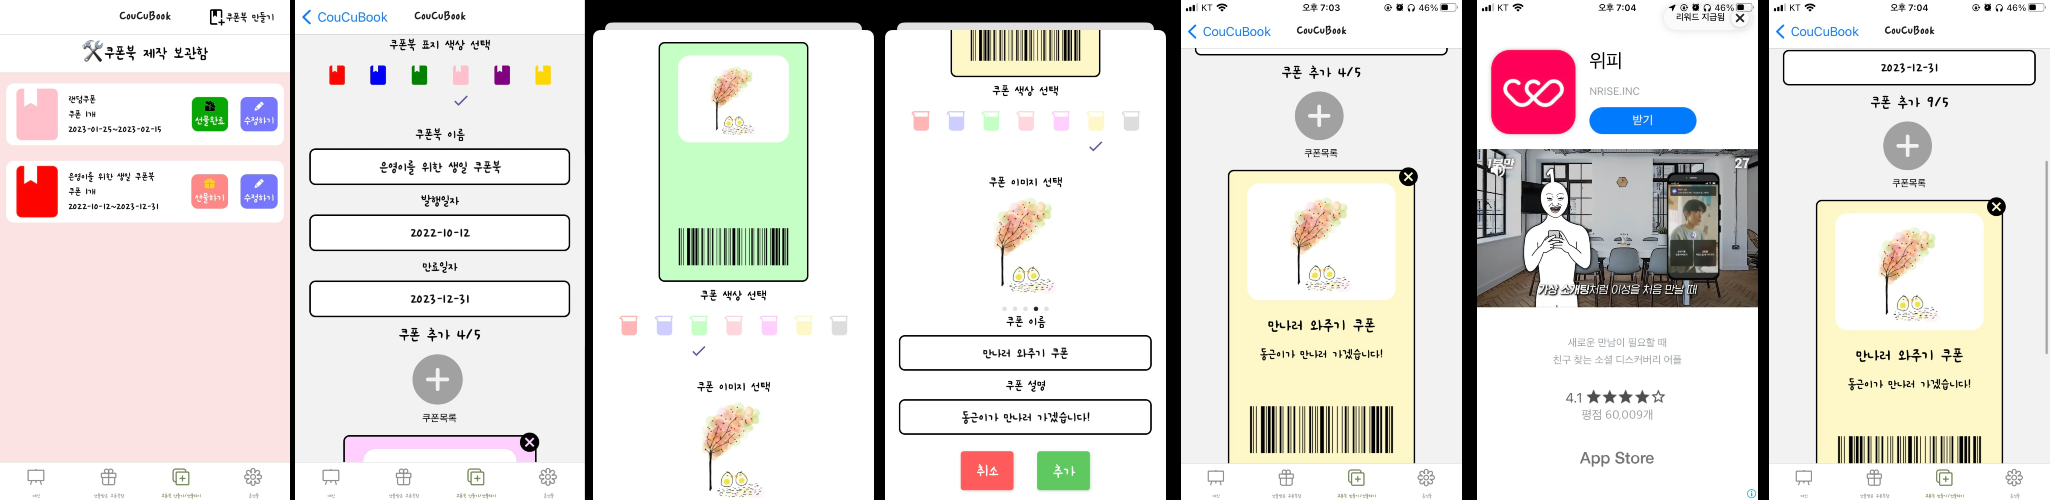 CouCuBook
쿠폰북 만들기
🛠쿠폰북 제작 보관함
랜덤쿠폰
쿠폰 1개
2023-01-25~2023-02-15
선물완료
수정하기
은영이를 위한 생일 쿠폰북
쿠폰 1개
2022-10-12~2023-12-31
선물하기
수정하기
CouCuBook
CouCuBook
쿠폰북 표지 색상 선택
쿠폰북 이름
은영이를 위한 생일 쿠폰북
발행일자
2022-10-12
만료일자
2023-12-31
쿠폰 추가 4/5
쿠폰목록
쿠폰 색상 선택
쿠폰 이미지 선택
쿠폰 색상 선택
쿠폰 이미지 선택
쿠폰 이름
만나러 와주기 쿠폰
쿠폰 설명
동근이가 만나러 가겠습니다!
취소
추가
KT
오후 7:03
46%
CouCuBook
CouCuBook
쿠폰 추가 4/5
쿠폰목록
만나러 와주기 쿠폰
동근이가 만나러 가겠습니다!
KT
오후 7:04
46%
리워드 지급됨
위피
NRISE.INC
받기
27
가상 소개팅처럼 이성을 처음 만날 때
새로운 만남이 필요할 때
친구 찾는 소셜 디스커버리 어플
4.1 ★★★★☆
평점 60,009개
App Store
KT
오후 7:04
46%
CouCuBook
CouCuBook
2023-12-31
쿠폰 추가 9/5
쿠폰목록
만나러 와주기 쿠폰
동근이가 만나러 가겠습니다!